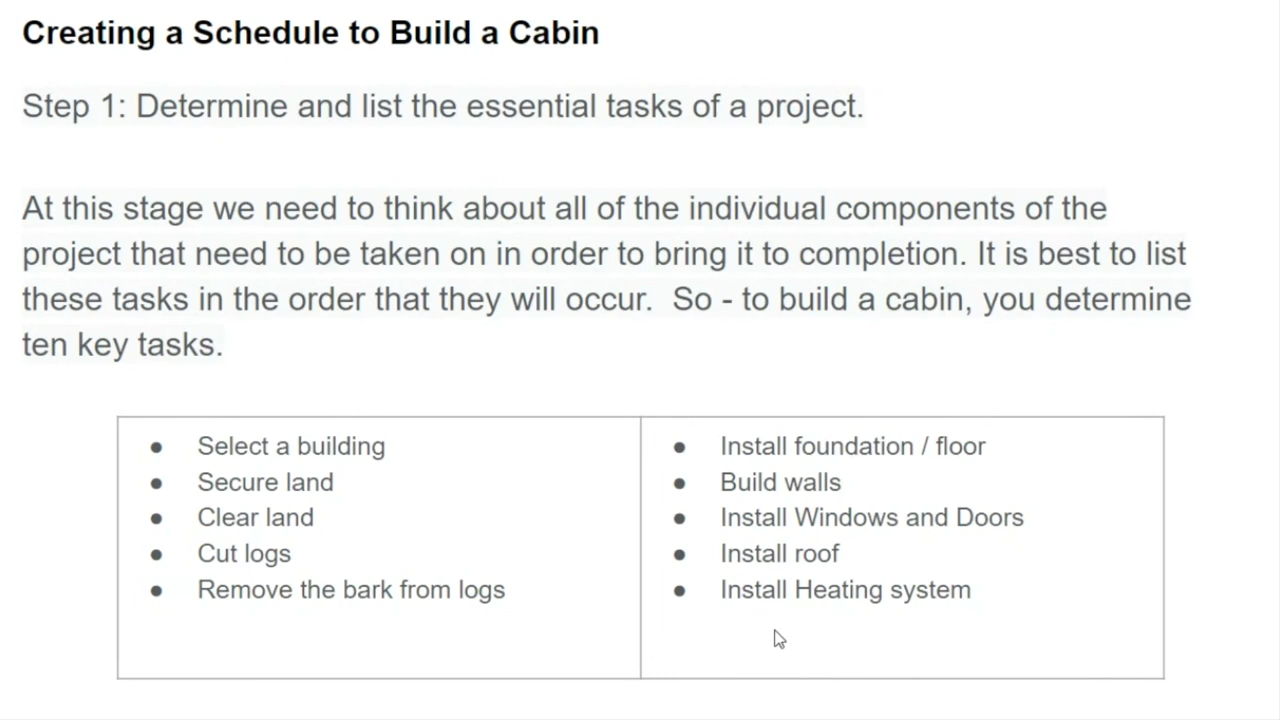 Creating a Schedule to Build a Cabin
Step 1: Determine and list the essential tasks of a project.
At this stage we need to think about all of the individual components of the
project that need to be taken on in order to bring it to completion. It is best to list
these tasks in the order that they will occur.  So - to build a cabin, you determine
ten key tasks.
● Select a building
● Secure land
● Clear land
● Cut logs
● Remove the bark from logs
● Install foundation / floor
● Build walls
● Install Windows and Doors
● Install roof
● Install Heating system